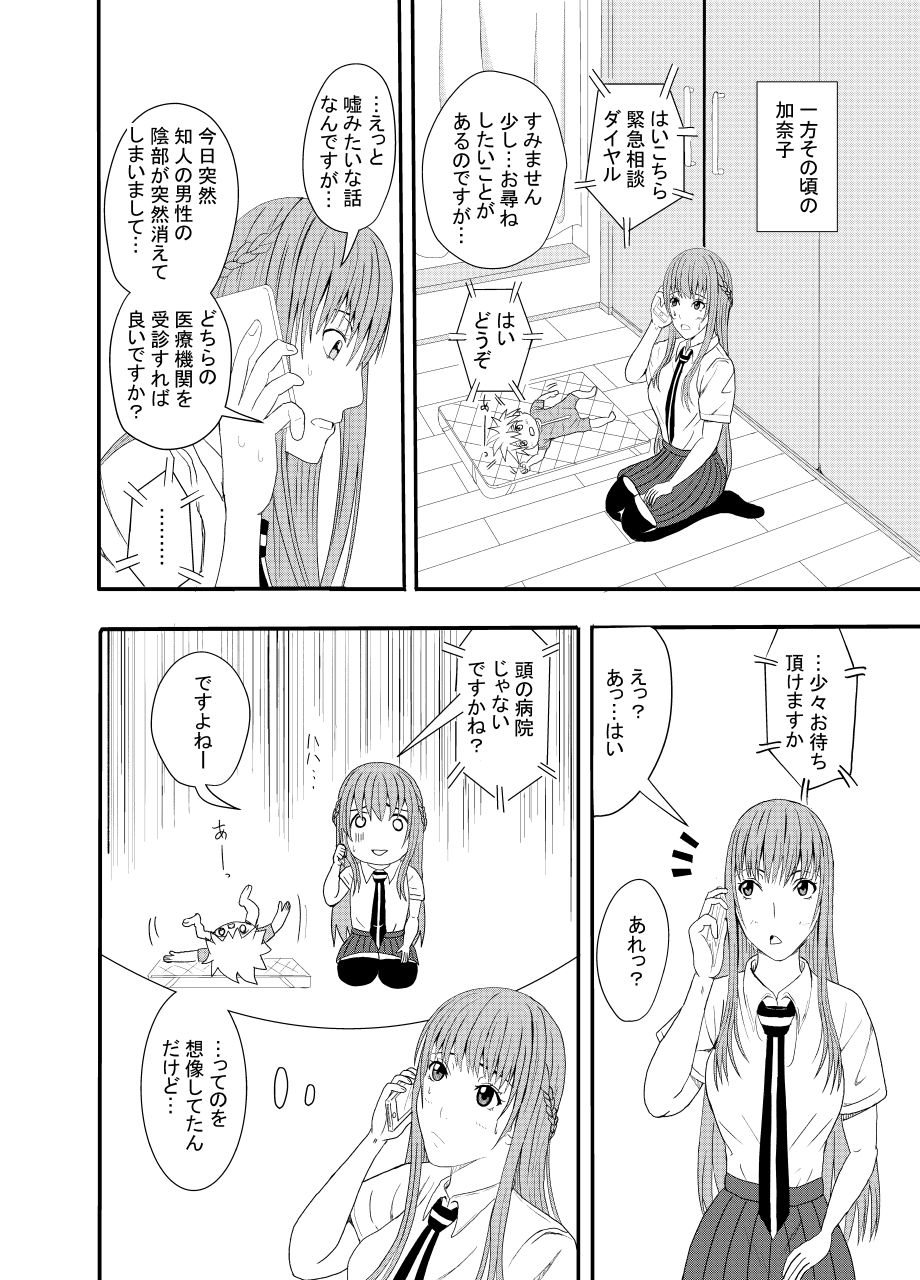 一方その頃の
加奈子
はいこちら
緊急相談
ダイヤル
すみません
少し…お尋ね
したいことが
あるのですが…
はい
どうぞ
あぁ
…えっと
嘘みたいな話
なんですが…
今日突然
知人の男性の
陰部が突然消えて
しまいまして…
どちらの
医療機関を
受診すれば
良いですか？
………
…少々お待ち
頂けますか
えっ？
あっ…はい
あれっ？
頭の病院
じゃない
ですかね？
ハハ…
ですよねー
あーっ
…ってのを
想像してたん
だけど…